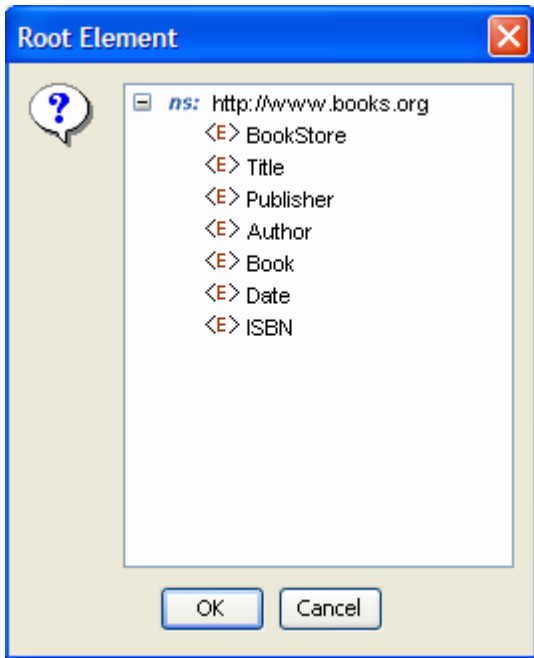 Root Element
?
ns: http://www.books.org
<E> BookStore
<E> Title
<E> Publisher
<E> Author
<E> Book
<E> Date
<E> ISBN
OK Cancel